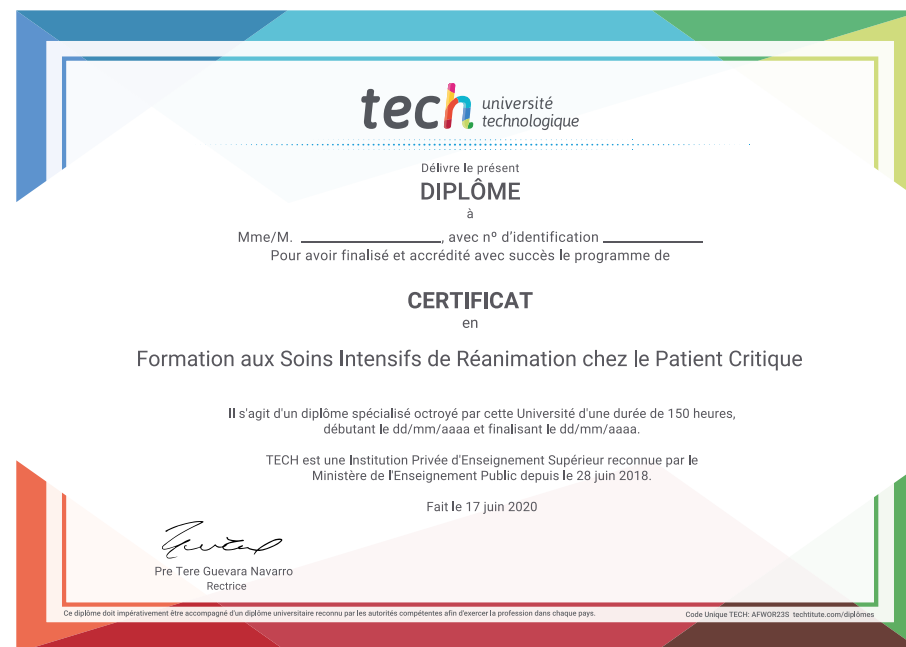 tech université
technologique
Délivre le présent
DIPLÔME
à
Mme/M. ____________________, avec nº d'identification ______________
Pour avoir finalisé et accrédité avec succès le programme de
CERTIFICAT
en
Formation aux Soins Intensifs de Réanimation chez le Patient Critique
Il s'agit d'un diplôme spécialisé octroyé par cette Université d'une durée de 150 heures,
débutant le dd/mm/aaaa et finalisant le dd/mm/aaaa.
TECH est une Institution Privée d'Enseignement Supérieur reconnue par le
Ministère de l'Enseignement Public depuis le 28 juin 2018.
Fait le 17 juin 2020
Pre Tere Guevara Navarro
Rectrice
Ce diplôme doit impérativement être accompagné d'un diplôme universitaire reconnu par les autorités compétentes afin d'exercer la profession dans chaque pays.
Code Unique TECH: AFWOR23S techtitute.com/diplômes